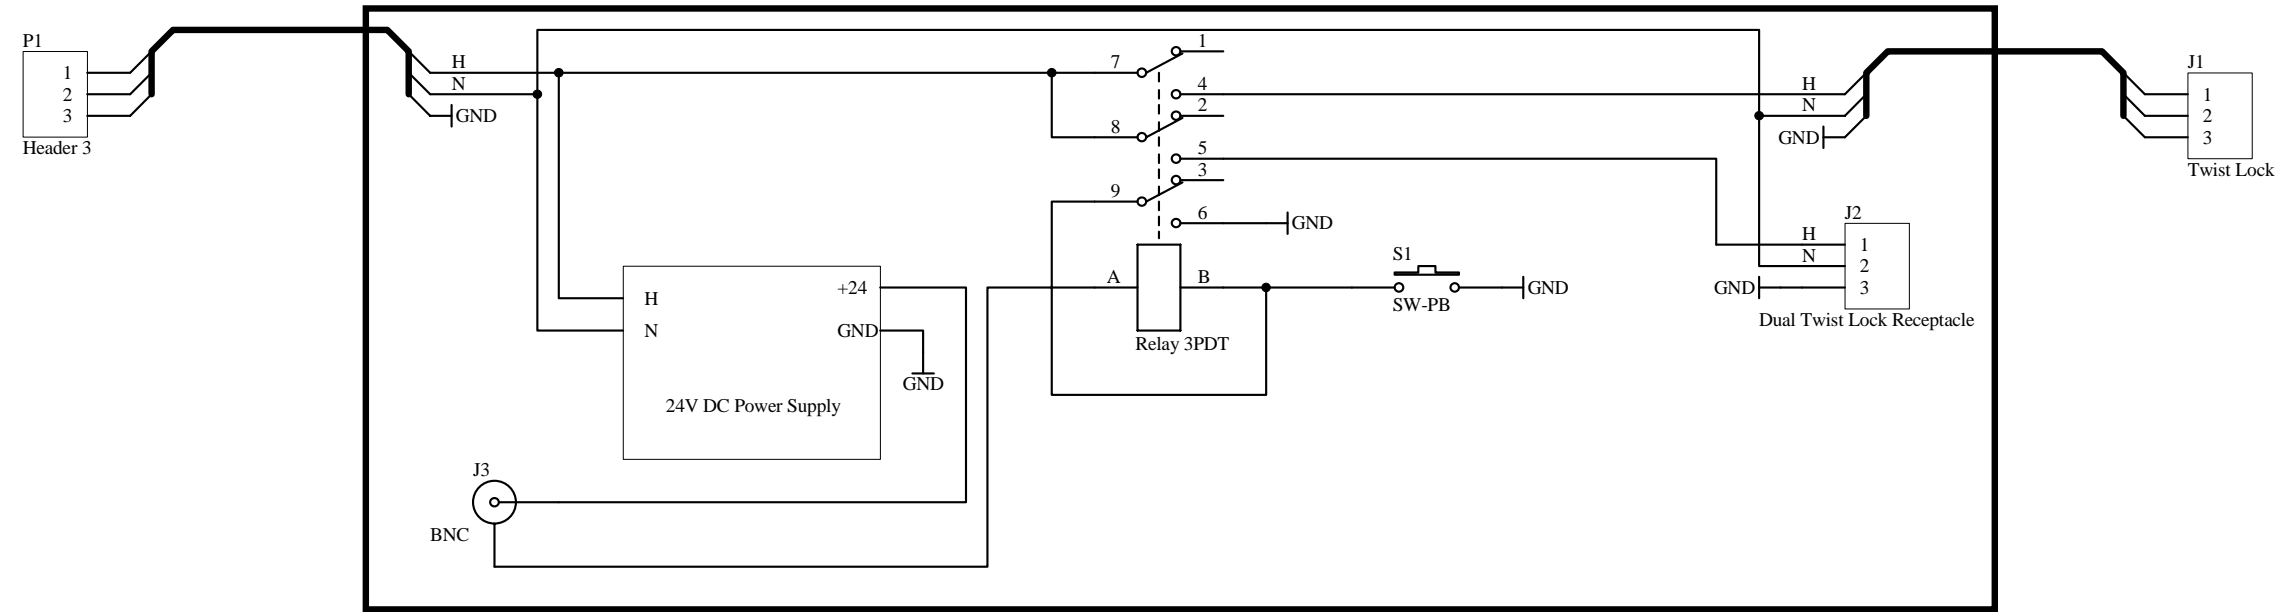 P1
1
2
3
Header 3
H
N
GND
7
1
4
2
8
5
3
9
6
GND
H
N
GND
J1
1
2
3
Twist Lock
J2
H
N
GND
1
2
3
Dual Twist Lock Receptacle
A
B
Relay 3PDT
S1
SW-PB
GND
H
N
+24
GND
GND
24V DC Power Supply
J3
BNC